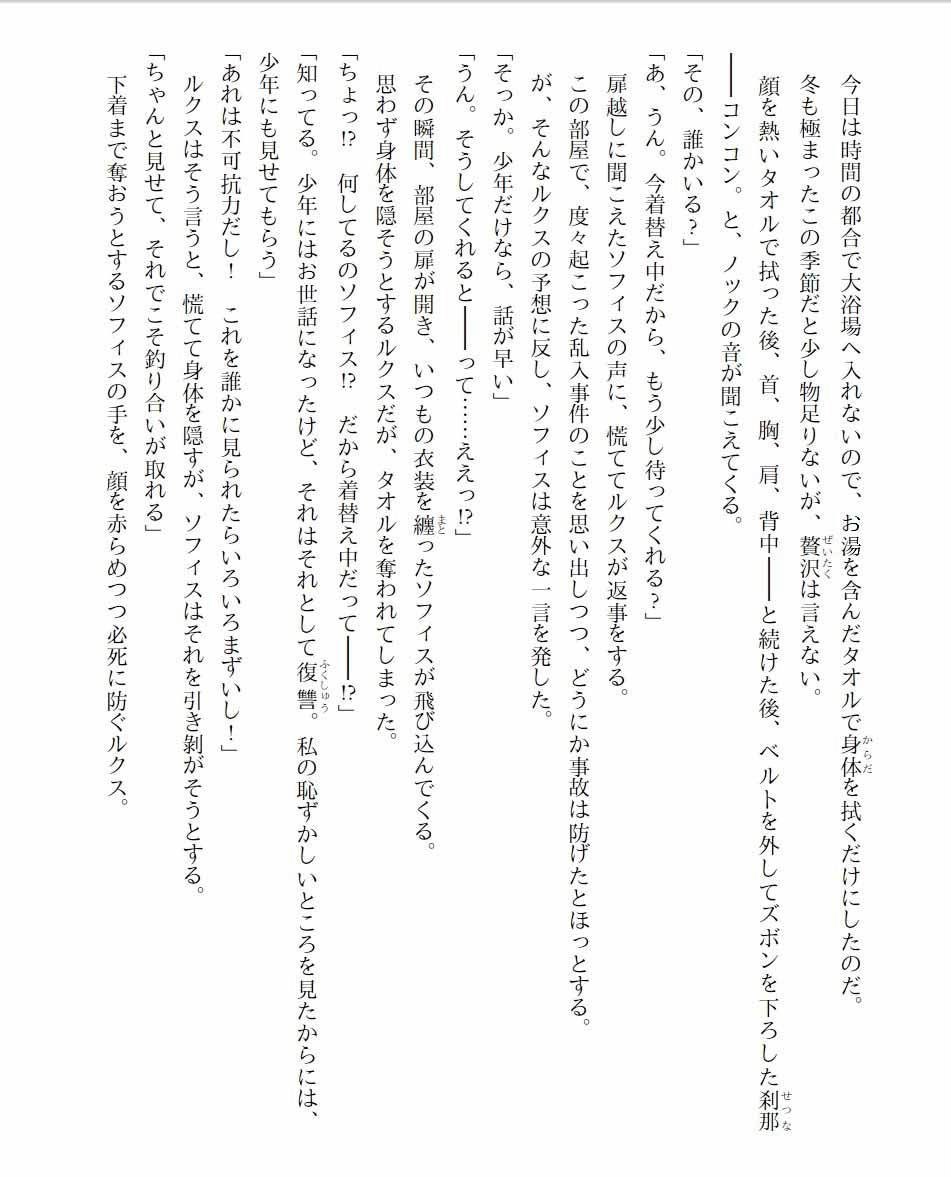 今日は時間の都合で大浴場へ入れないので、お湯を含んだタオルで身体を拭くだけにしたのだ。
冬も極まったこの季節だと少し物足りないが、贅沢は言えない。
顔を熱いタオルで拭った後、首、胸、肩、背中――と続けた後、ベルトを外してズボンを下ろした刹那
――コンコン。と、ノックの音が聞こえてくる。
「その、誰かいる？」
「あ、うん。今着替え中だから、もう少し待ってくれる？」
扉越しに聞こえたソフィスの声に、慌ててルクスが返事をする。
この部屋で、度々起こった乱入事件のことを思い出しつつ、どうにか事故は防げたとほっとする。
が、そんなルクスの予想に反し、ソフィスは意外な一言を発した。
「そっか。少年だけなら、話が早い」
「うん。そうしてくれると――って……ええっ!?」
その瞬間、部屋の扉が開き、いつもの衣装を纏ったソフィスが飛び込んでくる。
思わず身体を隠そうとするルクスだが、タオルを奪われてしまった。
「ちょっ!?　何してるのソフィス!?　だから着替え中だって――!?」
「知ってる。少年にはお世話になったけど、それはそれとして復讐。私の恥ずかしいところを見たからには、
少年にも見せてもらう」
「あれは不可抗力だし！　これを誰かに見られたらいろいろまずいし！」
ルクスはそう言うと、慌てて身体を隠すが、ソフィスはそれを引き剥がそうとする。
「ちゃんと見せて、それでこそ釣り合いが取れる」
下着まで奪おうとするソフィスの手を、顔を赤らめつつ必死に防ぐルクス。